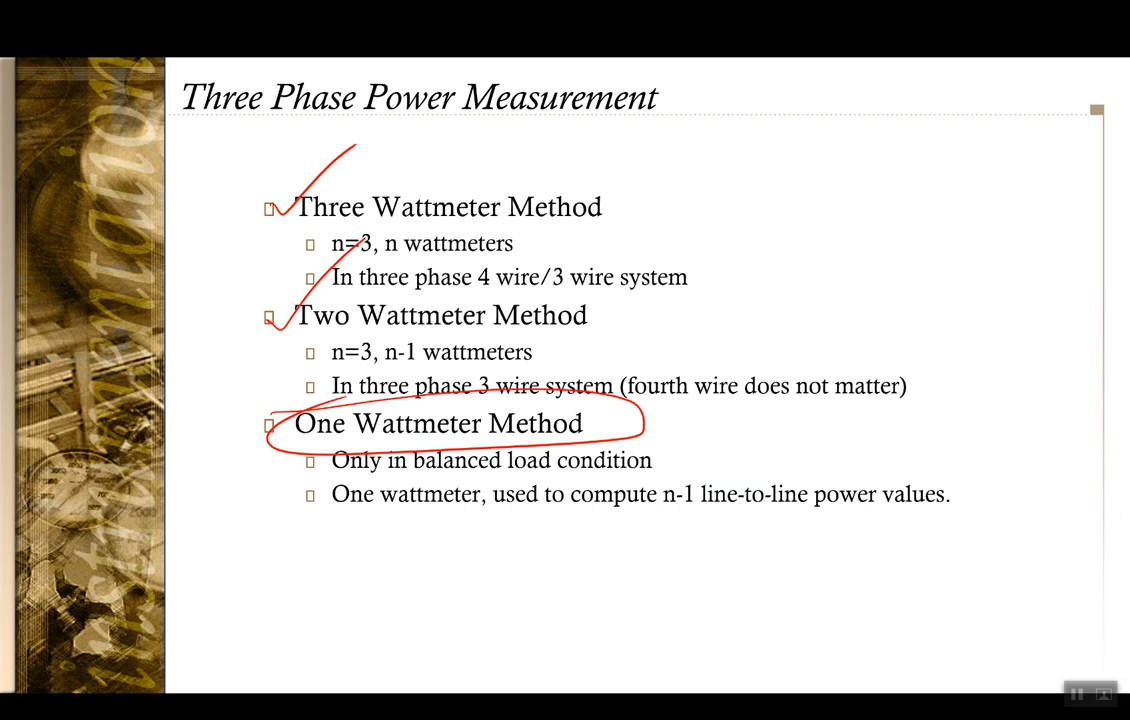 Three Phase Power Measurement
Three Wattmeter Method
n=3, n wattmeters
In three phase 4 wire/3 wire system
Two Wattmeter Method
n=3, n-1 wattmeters
In three phase 3 wire system (fourth wire does not matter)
One Wattmeter Method
Only in balanced load condition
One wattmeter, used to compute n-1 line-to-line power values.